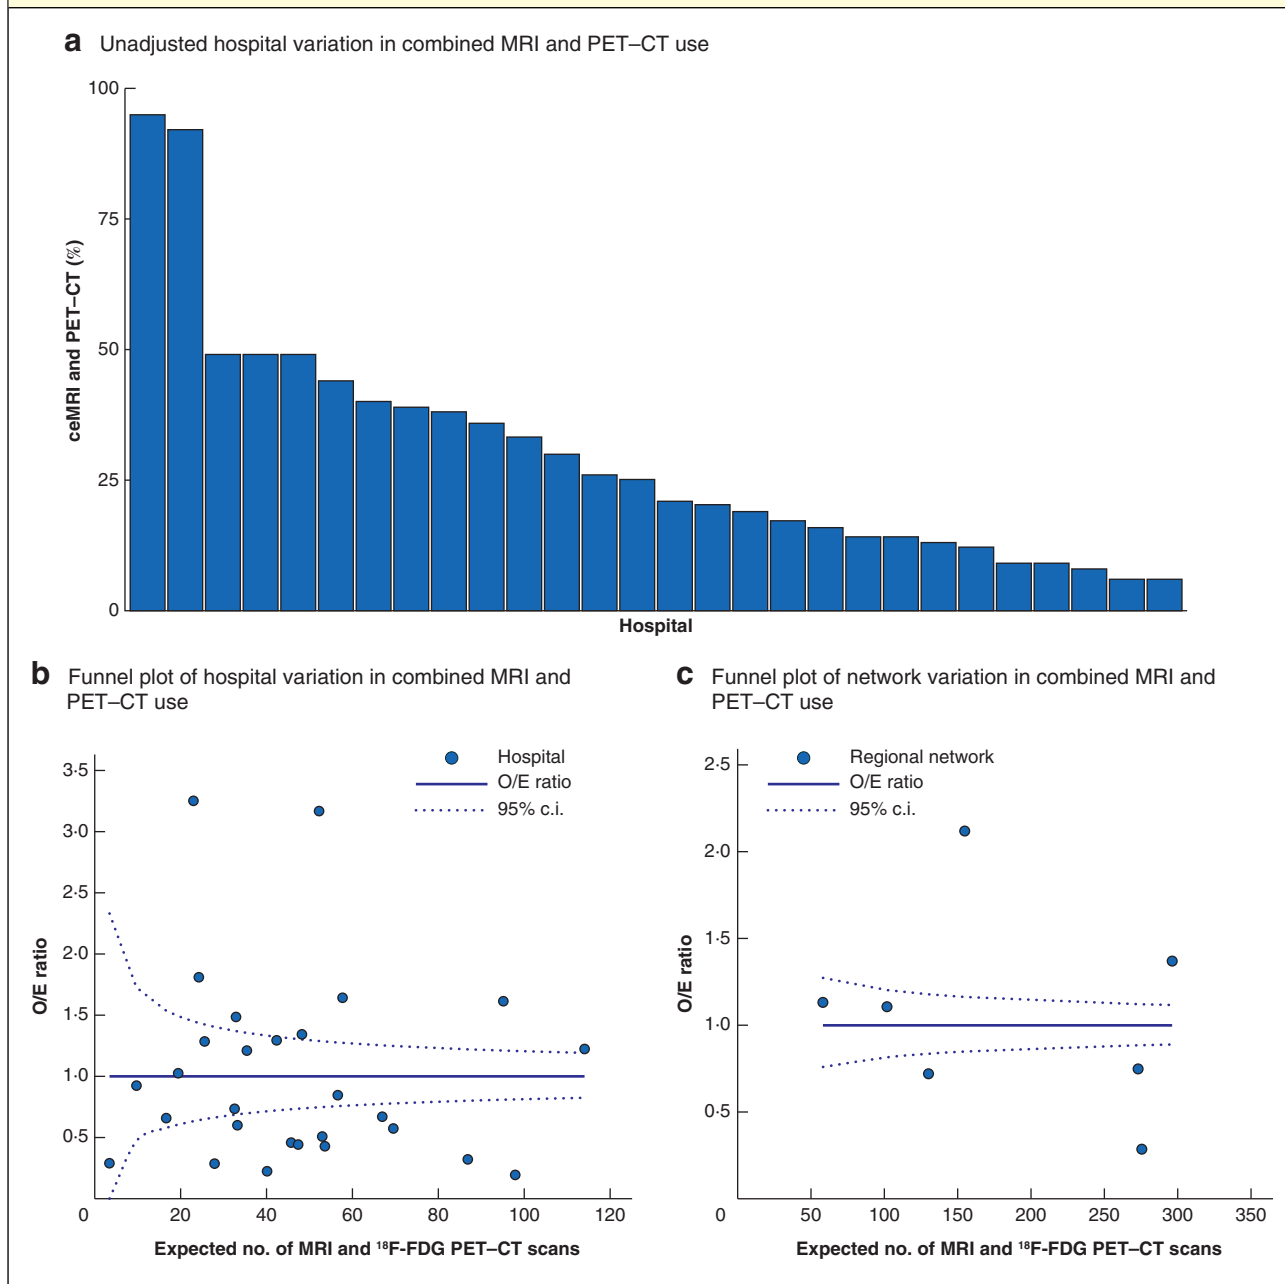 a Unadjusted hospital variation in combined MRI and PET–CT use
100
75
50
25
0
ceMRI and PET–CT (%)
Hospital
b Funnel plot of hospital variation in combined MRI and
PET–CT use
Hospital
O/E ratio
95% c.i.
3·5
3·0
2·5
2·0
1·5
1·0
0·5
O/E ratio
0 20 40 60 80 100 120
Expected no. of MRI and ¹⁸F-FDG PET–CT scans
c Funnel plot of network variation in combined MRI and
PET–CT use
Regional network
O/E ratio
95% c.i.
2·5
2·0
1·5
1·0
0·5
O/E ratio
0 50 100 150 200 250 300 350
Expected no. of MRI and ¹⁸F-FDG PET–CT scans